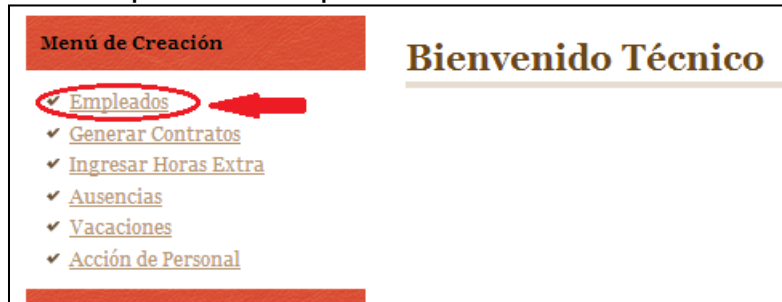 Menú de Creación
Bienvenido Técnico
Empleados
Generar Contratos
Ingresar Horas Extra
Ausencias
Vacaciones
Acción de Personal